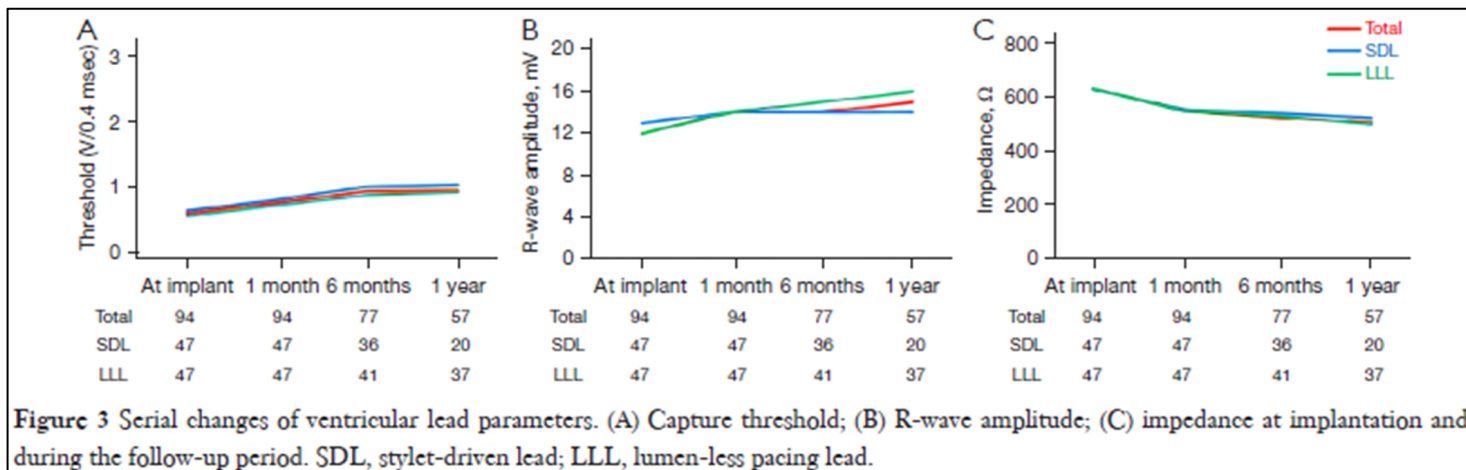 A
Threshold (V/0.4 msec)
3
2
1
0
At implant 1 month 6 months 1 year
Total 94 94 77 57
SDL 47 47 36 20
LLL 47 47 41 37
B
R-wave amplitude, mV
20
16
12
8
4
0
At implant 1 month 6 months 1 year
94 94 77 57
47 47 36 20
47 47 41 37
C
Total
SDL
LLL
Impedance, Ω
800
600
400
200
0
At implant 1 month 6 months 1 year
Total 94 94 77 57
SDL 47 47 36 20
LLL 47 47 41 37
Figure 3 Serial changes of ventricular lead parameters. (A) Capture threshold; (B) R-wave amplitude; (C) impedance at implantation and
during the follow-up period. SDL, stylet-driven lead; LLL, lumen-less pacing lead.